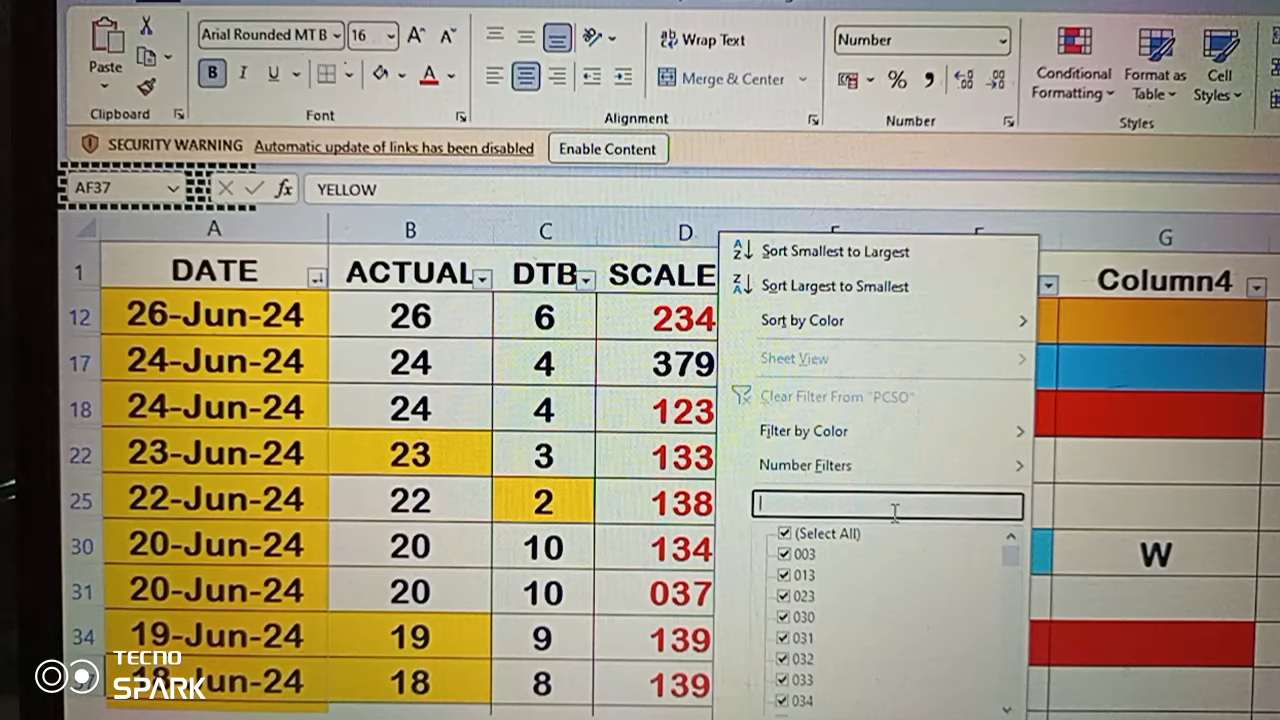 Arial Rounded MT B 16 A A
Wrap Text
Number
Paste
B I U A
Merge & Center
% ,
Conditional Formatting
Format as Table
Cell Styles
Clipboard
Font
Alignment
Number
Styles
SECURITY WARNING Automatic update of links has been disabled Enable Content
AF37 fx YELLOW
A B C D G
1 DATE ACTUAL DTB SCALE Column4
12 26-Jun-24 26 6 234
17 24-Jun-24 24 4 379
18 24-Jun-24 24 4 123
22 23-Jun-24 23 3 133
25 22-Jun-24 22 2 138
30 20-Jun-24 20 10 134 W
31 20-Jun-24 20 10 037
34 19-Jun-24 19 9 139
18-Jun-24 18 8 139
Sort Smallest to Largest
Sort Largest to Smallest
Sort by Color
Sheet View
Clear Filter From "PCSO"
Filter by Color
Number Filters
(Select All)
003
013
023
030
031
032
033
034
TECNO
SPARK